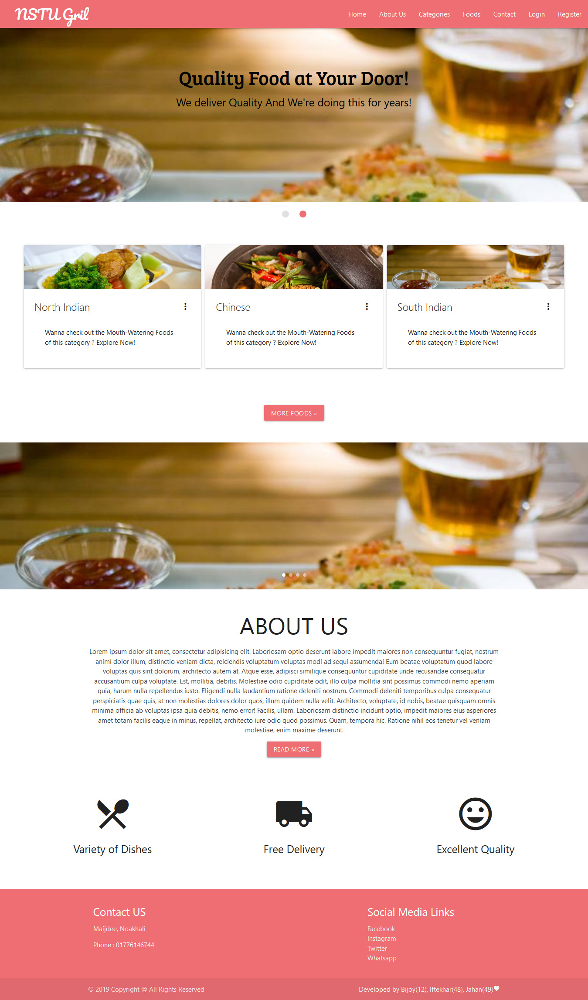 NSTU Gril
Home About Us Categories Foods Contact Login Register
Quality Food at Your Door!
We deliver Quality And We're doing this for years!
North Indian
Wanna check out the Mouth-Watering Foods
of this category ? Explore Now!
Chinese
Wanna check out the Mouth-Watering Foods
of this category ? Explore Now!
South Indian
Wanna check out the Mouth-Watering Foods
of this category ? Explore Now!
MORE FOODS »
ABOUT US
Lorem ipsum dolor sit amet, consectetur adipisicing elit. Laboriosam optio deserunt labore impedit maiores non consequuntur fugiat, nostrum
animi dolor illum, distinctio veniam dicta, reiciendis voluptatum voluptas modi ad sequi assumenda! Eum beatae voluptatum quod labore
voluptas quis sint dolorum, architecto autem at. Atque esse, adipisci similique consequuntur cupiditate unde recusandae consequatur
accusantium culpa voluptate. Est, mollitia, debitis. Molestiae odio cupiditate odit, illo culpa mollitia sint possimus commodi nemo aperiam
quia, harum nulla repellendus iusto. Eligendi nulla laudantium ratione deleniti nostrum. Commodi deleniti temporibus culpa consequatur
perspiciatis quae quis, at non molestias dolores dolor quos, illum quidem nulla velit. Architecto, voluptate, id nobis, beatae quisquam omnis
minima officia ab voluptas ipsa quia debitis, nemo error! Facilis, ullam. Laboriosam distinctio incidunt optio, impedit maiores eius asperiores
amet totam facilis eaque in minus, repellat, architecto iure odio quod possimus. Quam, tempora hic. Ratione nihil eos tenetur vel veniam
molestiae, enim maxime deserunt.
READ MORE »
Variety of Dishes
Free Delivery
Excellent Quality
Contact US
Maijdee, Noakhali
Phone : 01776146744
Social Media Links
Facebook
Instagram
Twitter
Whatsapp
© 2019 Copyright @ All Rights Reserved
Developed by Bijoy(12), Iftekhar(48), Jahan(49)